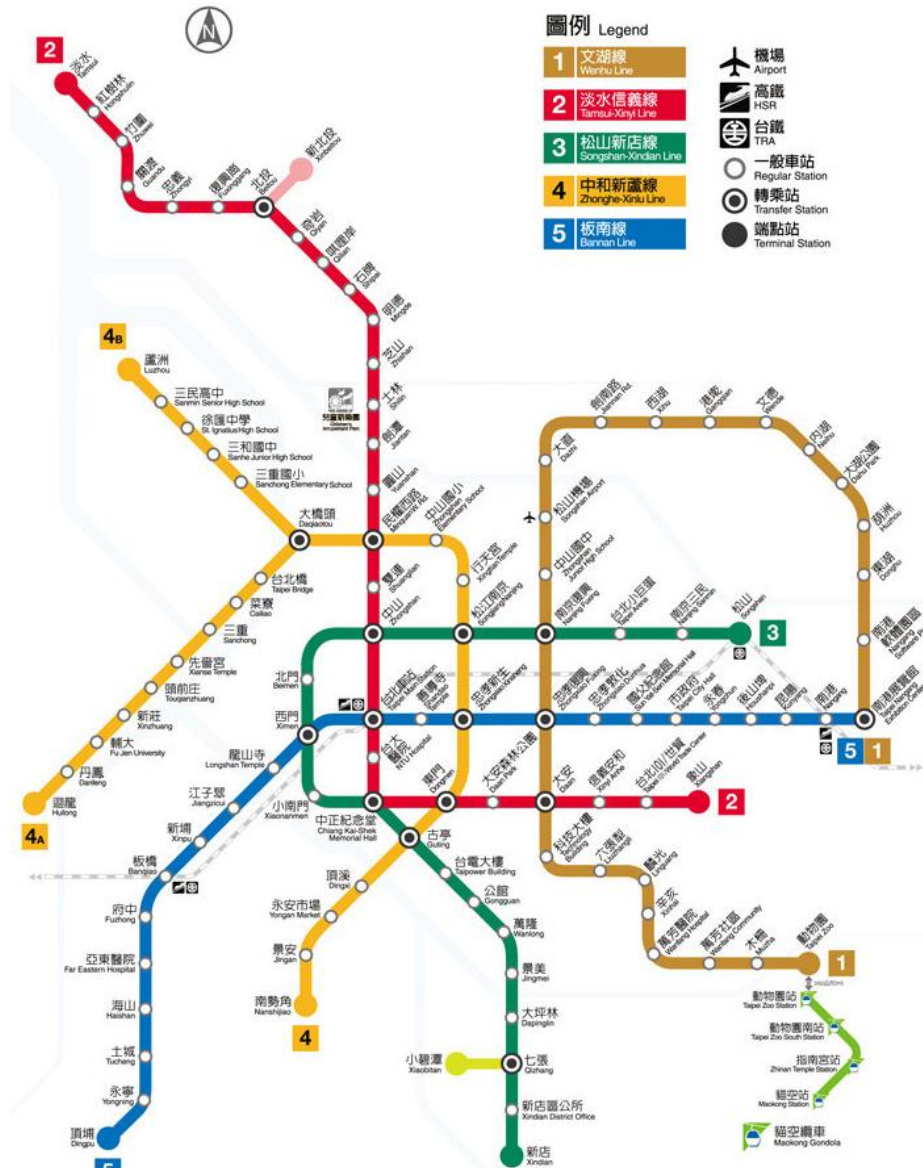 N
圖例 Legend
1 文湖線
Wenhu Line
2 淡水信義線
Tamsui-Xinyi Line
3 松山新店線
Songshan-Xindian Line
4 中和新蘆線
Zhonghe-Xinlu Line
5 板南線
Bannan Line
機場
Airport
高鐵
HSR
台鐵
TRA
一般車站
Regular Station
轉乘站
Transfer Station
端點站
Terminal Station
2
淡水
Tamsui
紅樹林
Hongshulin
竹圍
Zhuwei
關渡
Guandu
忠義
Zhongyi
復興崗
Fuxinggang
北投
Beitou
新北投
Xinbeitou
奇岩
Qiyan
唭哩岸
Qilian
石牌
Shipai
明德
Mingde
芝山
Zhishan
士林
Shilin
劍潭
Jiantan
圓山
Yuanshan
民權西路
Minquan W. Rd.
雙連
Shuanglian
中山
Zhongshan
台北車站
Taipei Main Station
台大醫院
NTU Hospital
中正紀念堂
Chiang Kai-Shek
Memorial Hall
兒童新樂園
Children's
Amusement Park
4B
蘆洲
Luzhou
三民高中
Sanmin Senior High School
徐匯中學
St. Ignatius High School
三和國中
Sanhe Junior High School
三重國小
Sanchong Elementary School
大橋頭
Daqiaotou
台北橋
Taipei Bridge
菜寮
Cailiao
三重
Sanchong
先嗇宮
Xianse Temple
頭前庄
Touqianzhuang
新莊
Xinzhuang
輔大
Fu Jen University
丹鳳
Danfeng
迴龍
Huilong
4A
中山國小
Zhongshan
Elementary School
行天宮
Xingtian Temple
松江南京
Songjiang Nanjing
忠孝新生
Zhongxiao Xinsheng
東門
Dongmen
古亭
Guting
頂溪
Dingxi
永安市場
Yongan Market
景安
Jingan
南勢角
Nanshijiao
4
劍南路
Jiannan Rd.
西湖
Xihu
港墘
Gangqian
文德
Wende
內湖
Neihu
大湖公園
Dahu Park
葫洲
Huzhou
東湖
Donghu
南港
軟體園區
Nangang
Software Park
南港展覽館
Taipei Nangang
Exhibition Center
5 1
大直
Dazhi
松山機場
Songshan Airport
中山國中
Zhongshan
Junior High School
南京復興
Nanjing Fuxing
台北小巨蛋
Taipei Arena
南京三民
Nanjing Sanmin
松山
Songshan
3
北門
Beimen
西門
Ximen
小南門
Xiaonanmen
善導寺
Shandao
Temple
忠孝復興
Zhongxiao Fuxing
忠孝敦化
Zhongxiao Dunhua
國父紀念館
Sun Yat-Sen Memorial Hall
市政府
Taipei City Hall
永春
Yongchun
後山埤
Houshanpi
昆陽
Kunyang
南港
Nangang
龍山寺
Longshan Temple
江子翠
Jiangzicui
新埔
Xinpu
板橋
Banqiao
府中
Fuzhong
亞東醫院
Far Eastern Hospital
海山
Haishan
土城
Tucheng
永寧
Yongning
頂埔
Dingpu
5
大安森林公園
Daan Park
大安
Daan
信義安和
Xinyi Anhe
台北101/世貿
Taipei 101/World Trade Center
象山
Xiangshan
2
科技大樓
Technology
Building
六張犁
Liuzhangli
麟光
Linguang
辛亥
Xinhai
萬芳醫院
Wanfang Hospital
萬芳社區
Wanfang Community
木柵
Muzha
動物園
Taipei Zoo
1
台電大樓
Taipower Building
公館
Gongguan
萬隆
Wanlong
景美
Jingmei
大坪林
Dapinglin
七張
Qizhang
小碧潭
Xiaobitan
新店區公所
Xindian District Office
新店
Xindian
動物園站
Taipei Zoo Station
動物園南站
Taipei Zoo South Station
指南宮站
Zhinan Temple Station
貓空站
Maokong Station
貓空纜車
Maokong Gondola